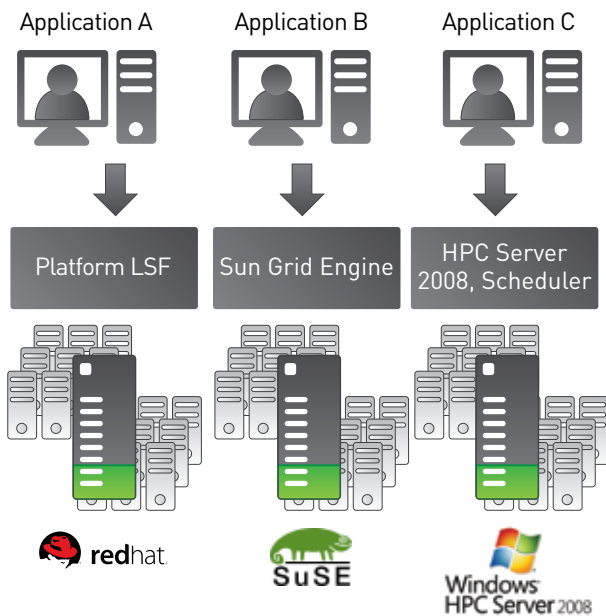 Application A
Application B
Application C
Platform LSF
Sun Grid Engine
HPC Server
2008, Scheduler
redhat.
SuSE
Windows
HPC Server 2008